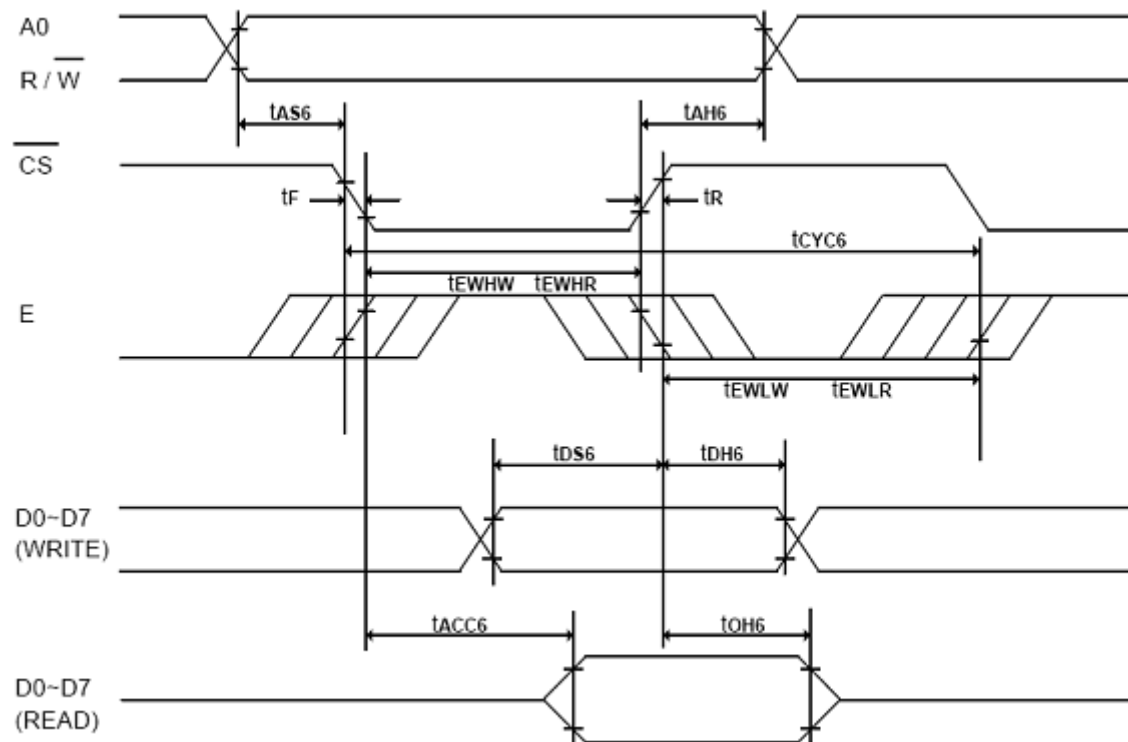 A0
R / W
tAS6
tAH6
CS
tF
tR
tCYC6
tEWHW tEWHR
E
tEWLW tEWLR
tDS6
tDH6
D0~D7
(WRITE)
tACC6
tOH6
D0~D7
(READ)